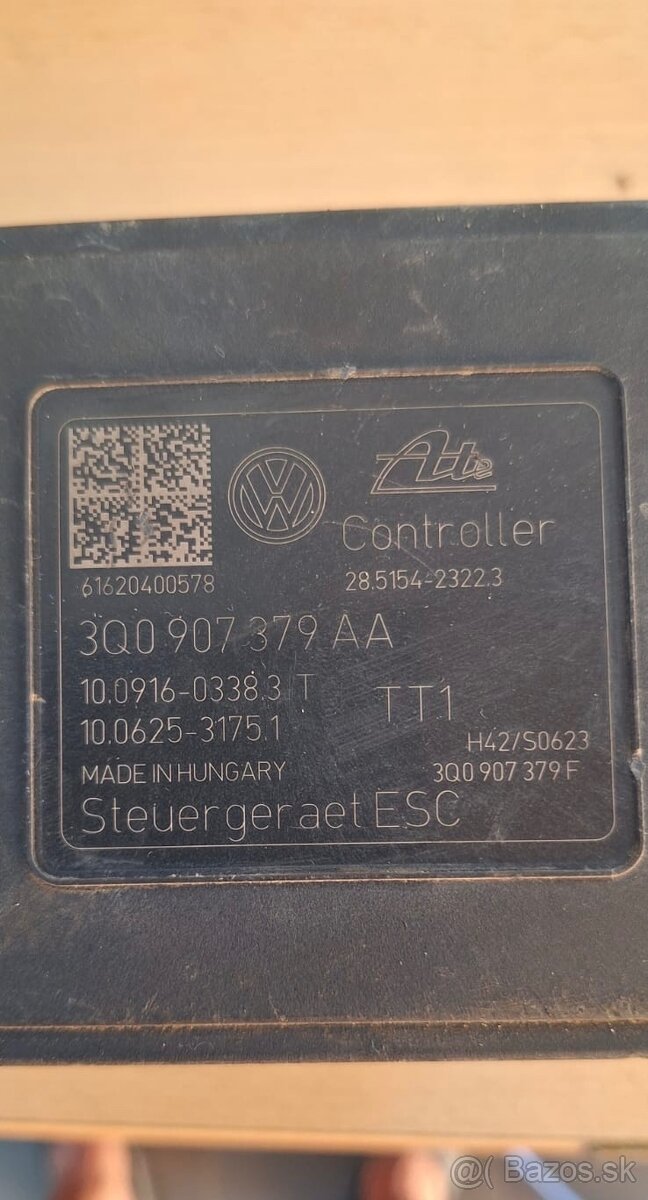 Ate
Controller
61620400578
28.5154-2322.3
3Q0 907 379 AA
10.0916-0338.3 T
TT1
10.0625-3175.1
H42/S0623
MADE IN HUNGARY
3Q0 907 379 F
Steuergeraet ESC
@( Bazos.sk